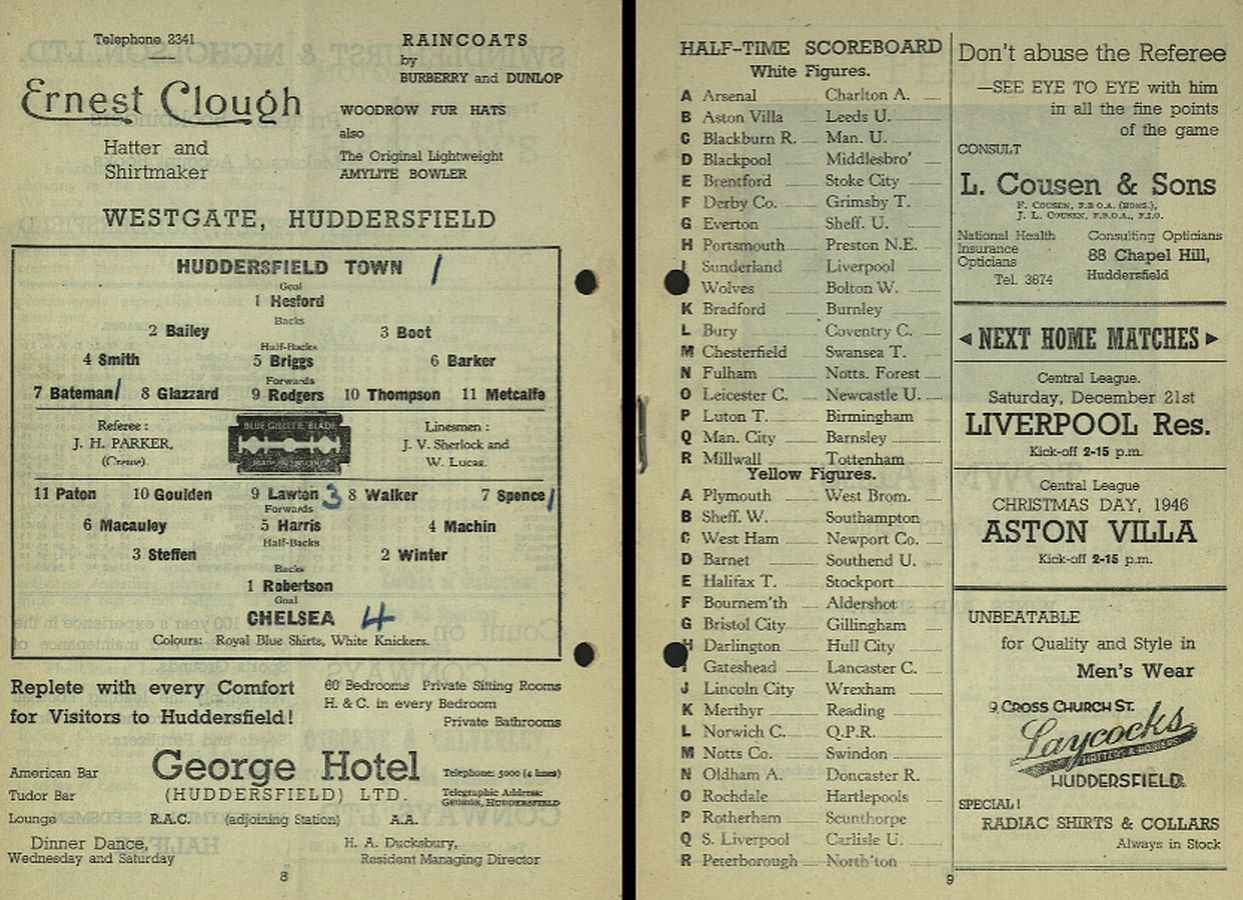 Telephone 2341
Ernest Clough
Hatter and
Shirtmaker
RAINCOATS
by
BURBERRY and DUNLOP
WOODROW FUR HATS
also
The Original Lightweight
AMYLITE BOWLER
WESTGATE, HUDDERSFIELD
HUDDERSFIELD TOWN 1
Goal
1 Hesford
Backs
2 Bailey 3 Boot
Half-Backs
4 Smith 5 Briggs 6 Barker
Forwards
7 Bateman 1 8 Glazzard 9 Rodgers 10 Thompson 11 Metcalfe
Referee :
J. H. PARKER,
(Crewe).
BLUE GILLETTE BLADE
Linesmen :
J. V. Sherlock and
W. Lucas.
11 Paton 10 Goulden 9 Lawton 3 8 Walker 7 Spence 1
Forwards
6 Macauley 5 Harris 4 Machin
Half-Backs
3 Steffen 2 Winter
Backs
1 Robertson
Goal
CHELSEA 4
Colours: Royal Blue Shirts, White Knickers.
Replete with every Comfort
for Visitors to Huddersfield!
60 Bedrooms Private Sitting Rooms
H. & C. in every Bedroom
Private Bathrooms
George Hotel
(HUDDERSFIELD) LTD.
American Bar
Tudor Bar
Lounge
Telephone: 5000 (4 lines)
Telegraphic Address:
GEORGE, HUDDERSFIELD
R.A.C. (adjoining Station) A.A.
Dinner Dance,
Wednesday and Saturday
H. A. Ducksbury,
Resident Managing Director
8
HALF-TIME SCOREBOARD
White Figures.
A Arsenal Charlton A.
B Aston Villa Leeds U.
C Blackburn R. Man. U.
D Blackpool Middlesbro'
E Brentford Stoke City
F Derby Co. Grimsby T.
G Everton Sheff. U.
H Portsmouth Preston N.E.
I Sunderland Liverpool
Wolves Bolton W.
K Bradford Burnley
L Bury Coventry C.
M Chesterfield Swansea T.
N Fulham Notts. Forest
O Leicester C. Newcastle U.
P Luton T. Birmingham
Q Man. City Barnsley
R Millwall Tottenham
Yellow Figures.
A Plymouth West Brom.
B Sheff. W. Southampton
C West Ham Newport Co.
D Barnet Southend U.
E Halifax T. Stockport
F Bournem'th Aldershot
G Bristol City Gillingham
H Darlington Hull City
I Gateshead Lancaster C.
J Lincoln City Wrexham
K Merthyr Reading
L Norwich C. Q.P.R.
M Notts Co. Swindon
N Oldham A. Doncaster R.
O Rochdale Hartlepools
P Rotherham Scunthorpe
Q S. Liverpool Carlisle U.
R Peterborough North'ton
9
Don't abuse the Referee
—SEE EYE TO EYE with him
in all the fine points
of the game
CONSULT
L. Cousen & Sons
F. COUSEN, F.B.O.A. (HONS.),
J. L. COUSEN, F.B.O.A., F.I.O.
National Health
Insurance
Opticians
Tel. 3674
Consulting Opticians
88 Chapel Hill,
Huddersfield
NEXT HOME MATCHES
Central League.
Saturday, December 21st
LIVERPOOL Res.
Kick-off 2-15 p.m.
Central League
CHRISTMAS DAY, 1946
ASTON VILLA
Kick-off 2-15 p.m.
UNBEATABLE
for Quality and Style in
Men's Wear
9 CROSS CHURCH ST.
Laycocks
HUDDERSFIELD.
SPECIAL!
RADIAC SHIRTS & COLLARS
Always in Stock